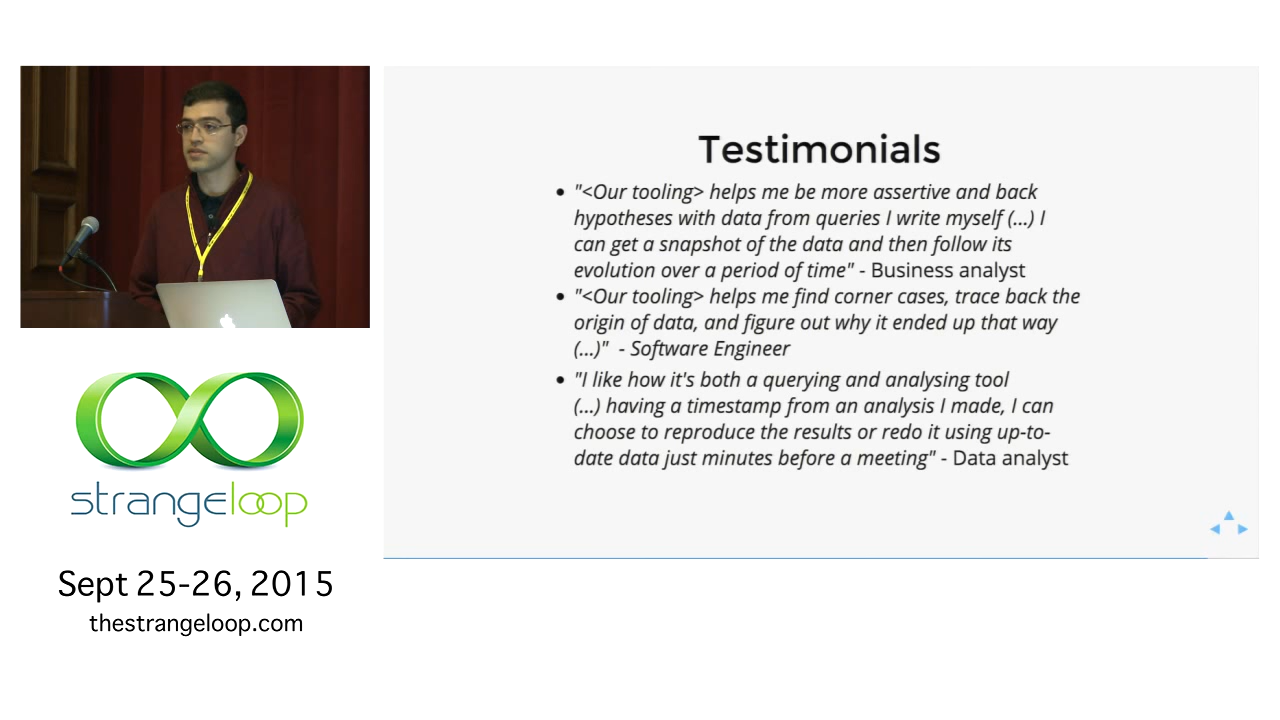 Testimonials
• "<Our tooling> helps me be more assertive and back
hypotheses with data from queries I write myself (...) I
can get a snapshot of the data and then follow its
evolution over a period of time" - Business analyst
• "<Our tooling> helps me find corner cases, trace back the
origin of data, and figure out why it ended up that way
(...)"  - Software Engineer
• "I like how it's both a querying and analysing tool
(...) having a timestamp from an analysis I made, I can
choose to reproduce the results or redo it using up-to-
date data just minutes before a meeting" - Data analyst
strangeloop
Sept 25-26, 2015
thestrangeloop.com